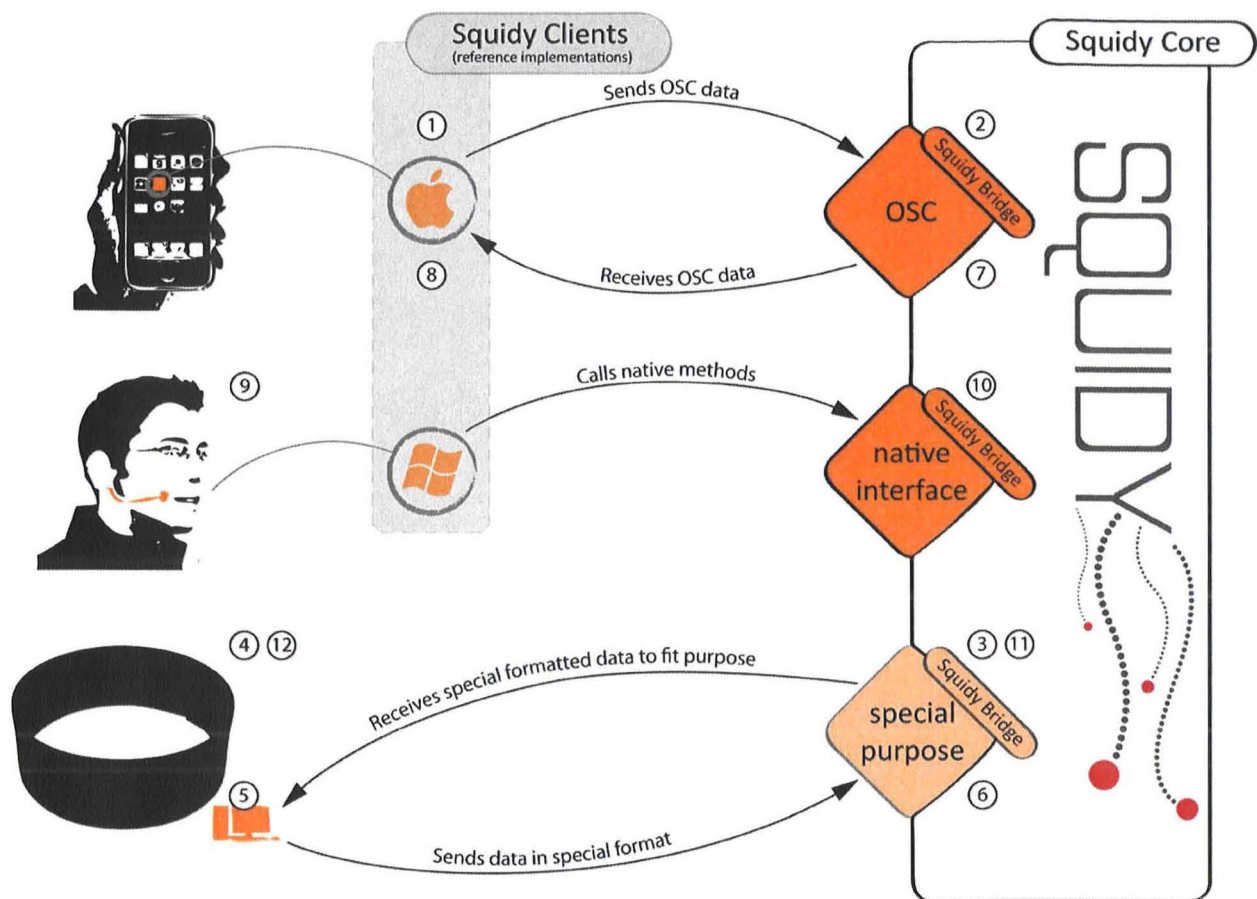 Squidy Clients
(reference implementations)
Squidy Core
Sends OSC data
1
2
Squidy Bridge
OSC
SQUIDY
8
Receives OSC data
7
9
Calls native methods
10
Squidy Bridge
native
interface
4 12
Receives special formatted data to fit purpose
3 11
Squidy Bridge
special
purpose
5
6
Sends data in special format